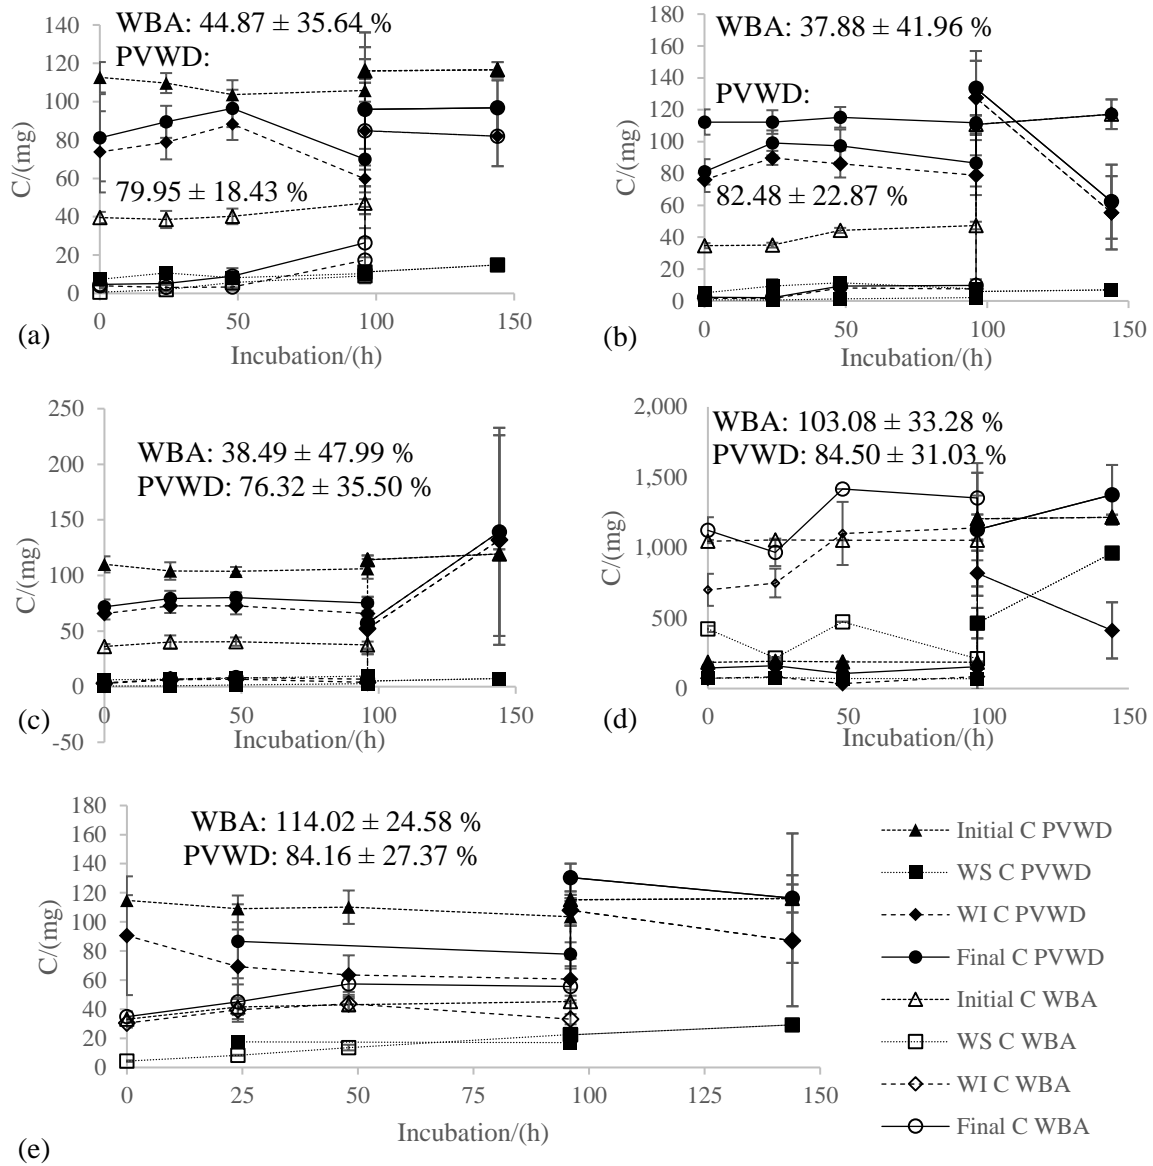 WBA: 44.87 ± 35.64 %
PVWD:
79.95 ± 18.43 %
140
120
100
80
60
40
20
0
C/(mg)
0 50 100 150
Incubation/(h)
(a)
WBA: 37.88 ± 41.96 %
PVWD:
82.48 ± 22.87 %
180
160
140
120
100
80
60
40
20
0
C/(mg)
0 50 100 150
Incubation/(h)
(b)
WBA: 38.49 ± 47.99 %
PVWD: 76.32 ± 35.50 %
250
200
150
100
50
0
-50
C/(mg)
0 50 100 150
Incubation/(h)
(c)
WBA: 103.08 ± 33.28 %
PVWD: 84.50 ± 31.03 %
2,000
1,500
1,000
500
0
C/(mg)
0 50 100 150
Incubation/(h)
(d)
WBA: 114.02 ± 24.58 %
PVWD: 84.16 ± 27.37 %
180
160
140
120
100
80
60
40
20
0
C/(mg)
0 25 50 75 100 125 150
Incubation/(h)
(e)
Initial C PVWD
WS C PVWD
WI C PVWD
Final C PVWD
Initial C WBA
WS C WBA
WI C WBA
Final C WBA